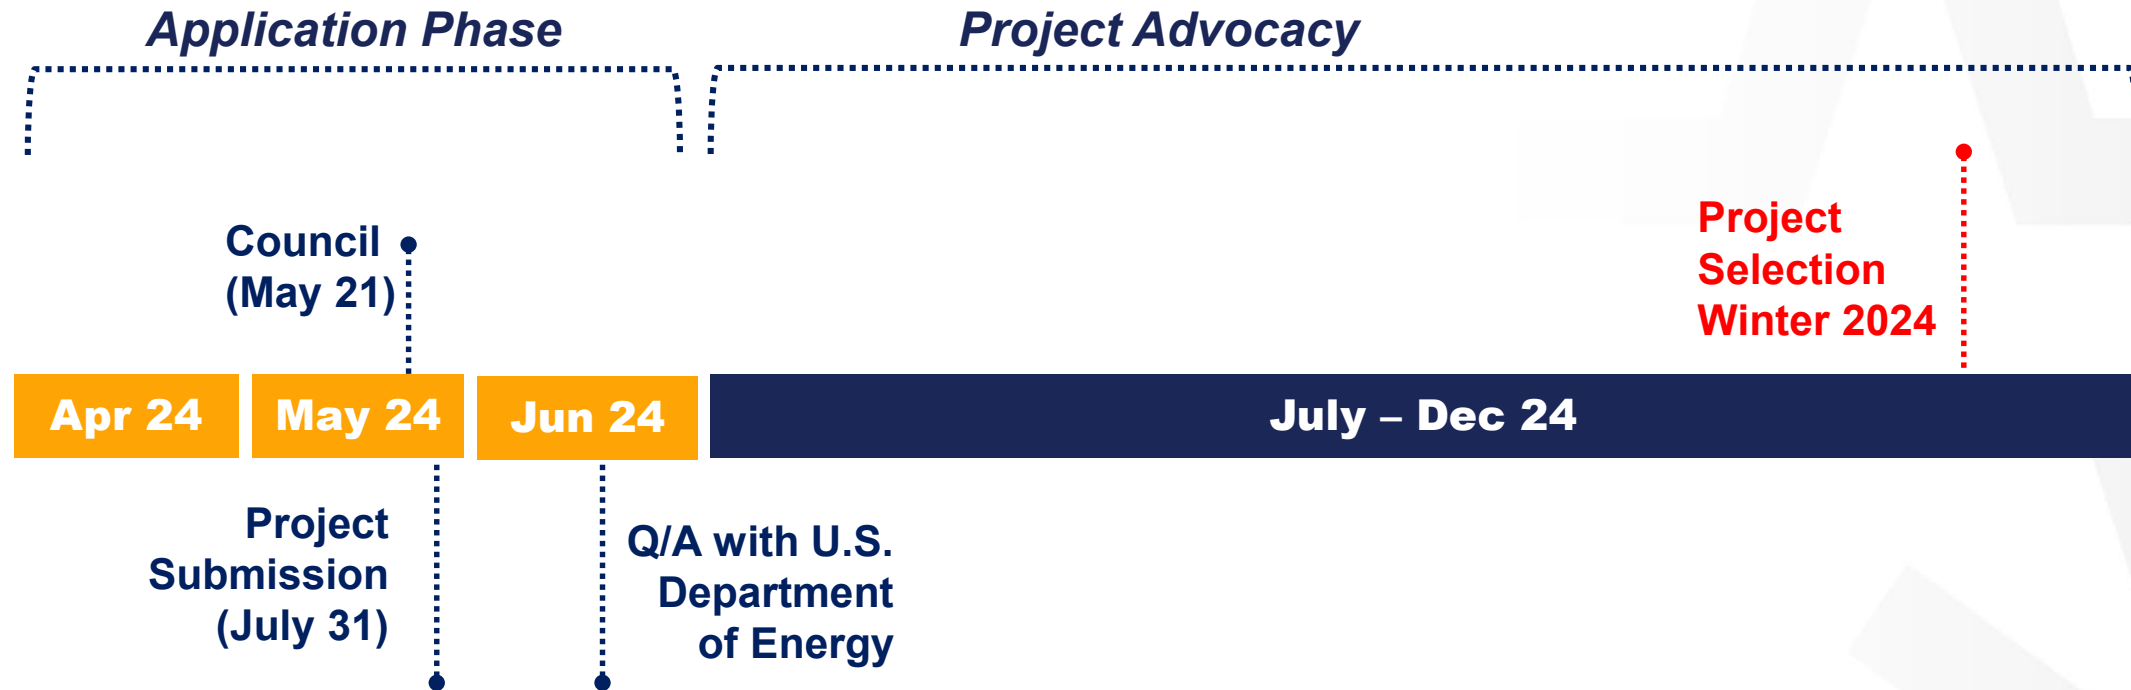 Application Phase
Project Advocacy
Council
(May 21)
Project
Selection
Winter 2024
Apr 24
May 24
Jun 24
July – Dec 24
Project
Submission
(July 31)
Q/A with U.S.
Department
of Energy